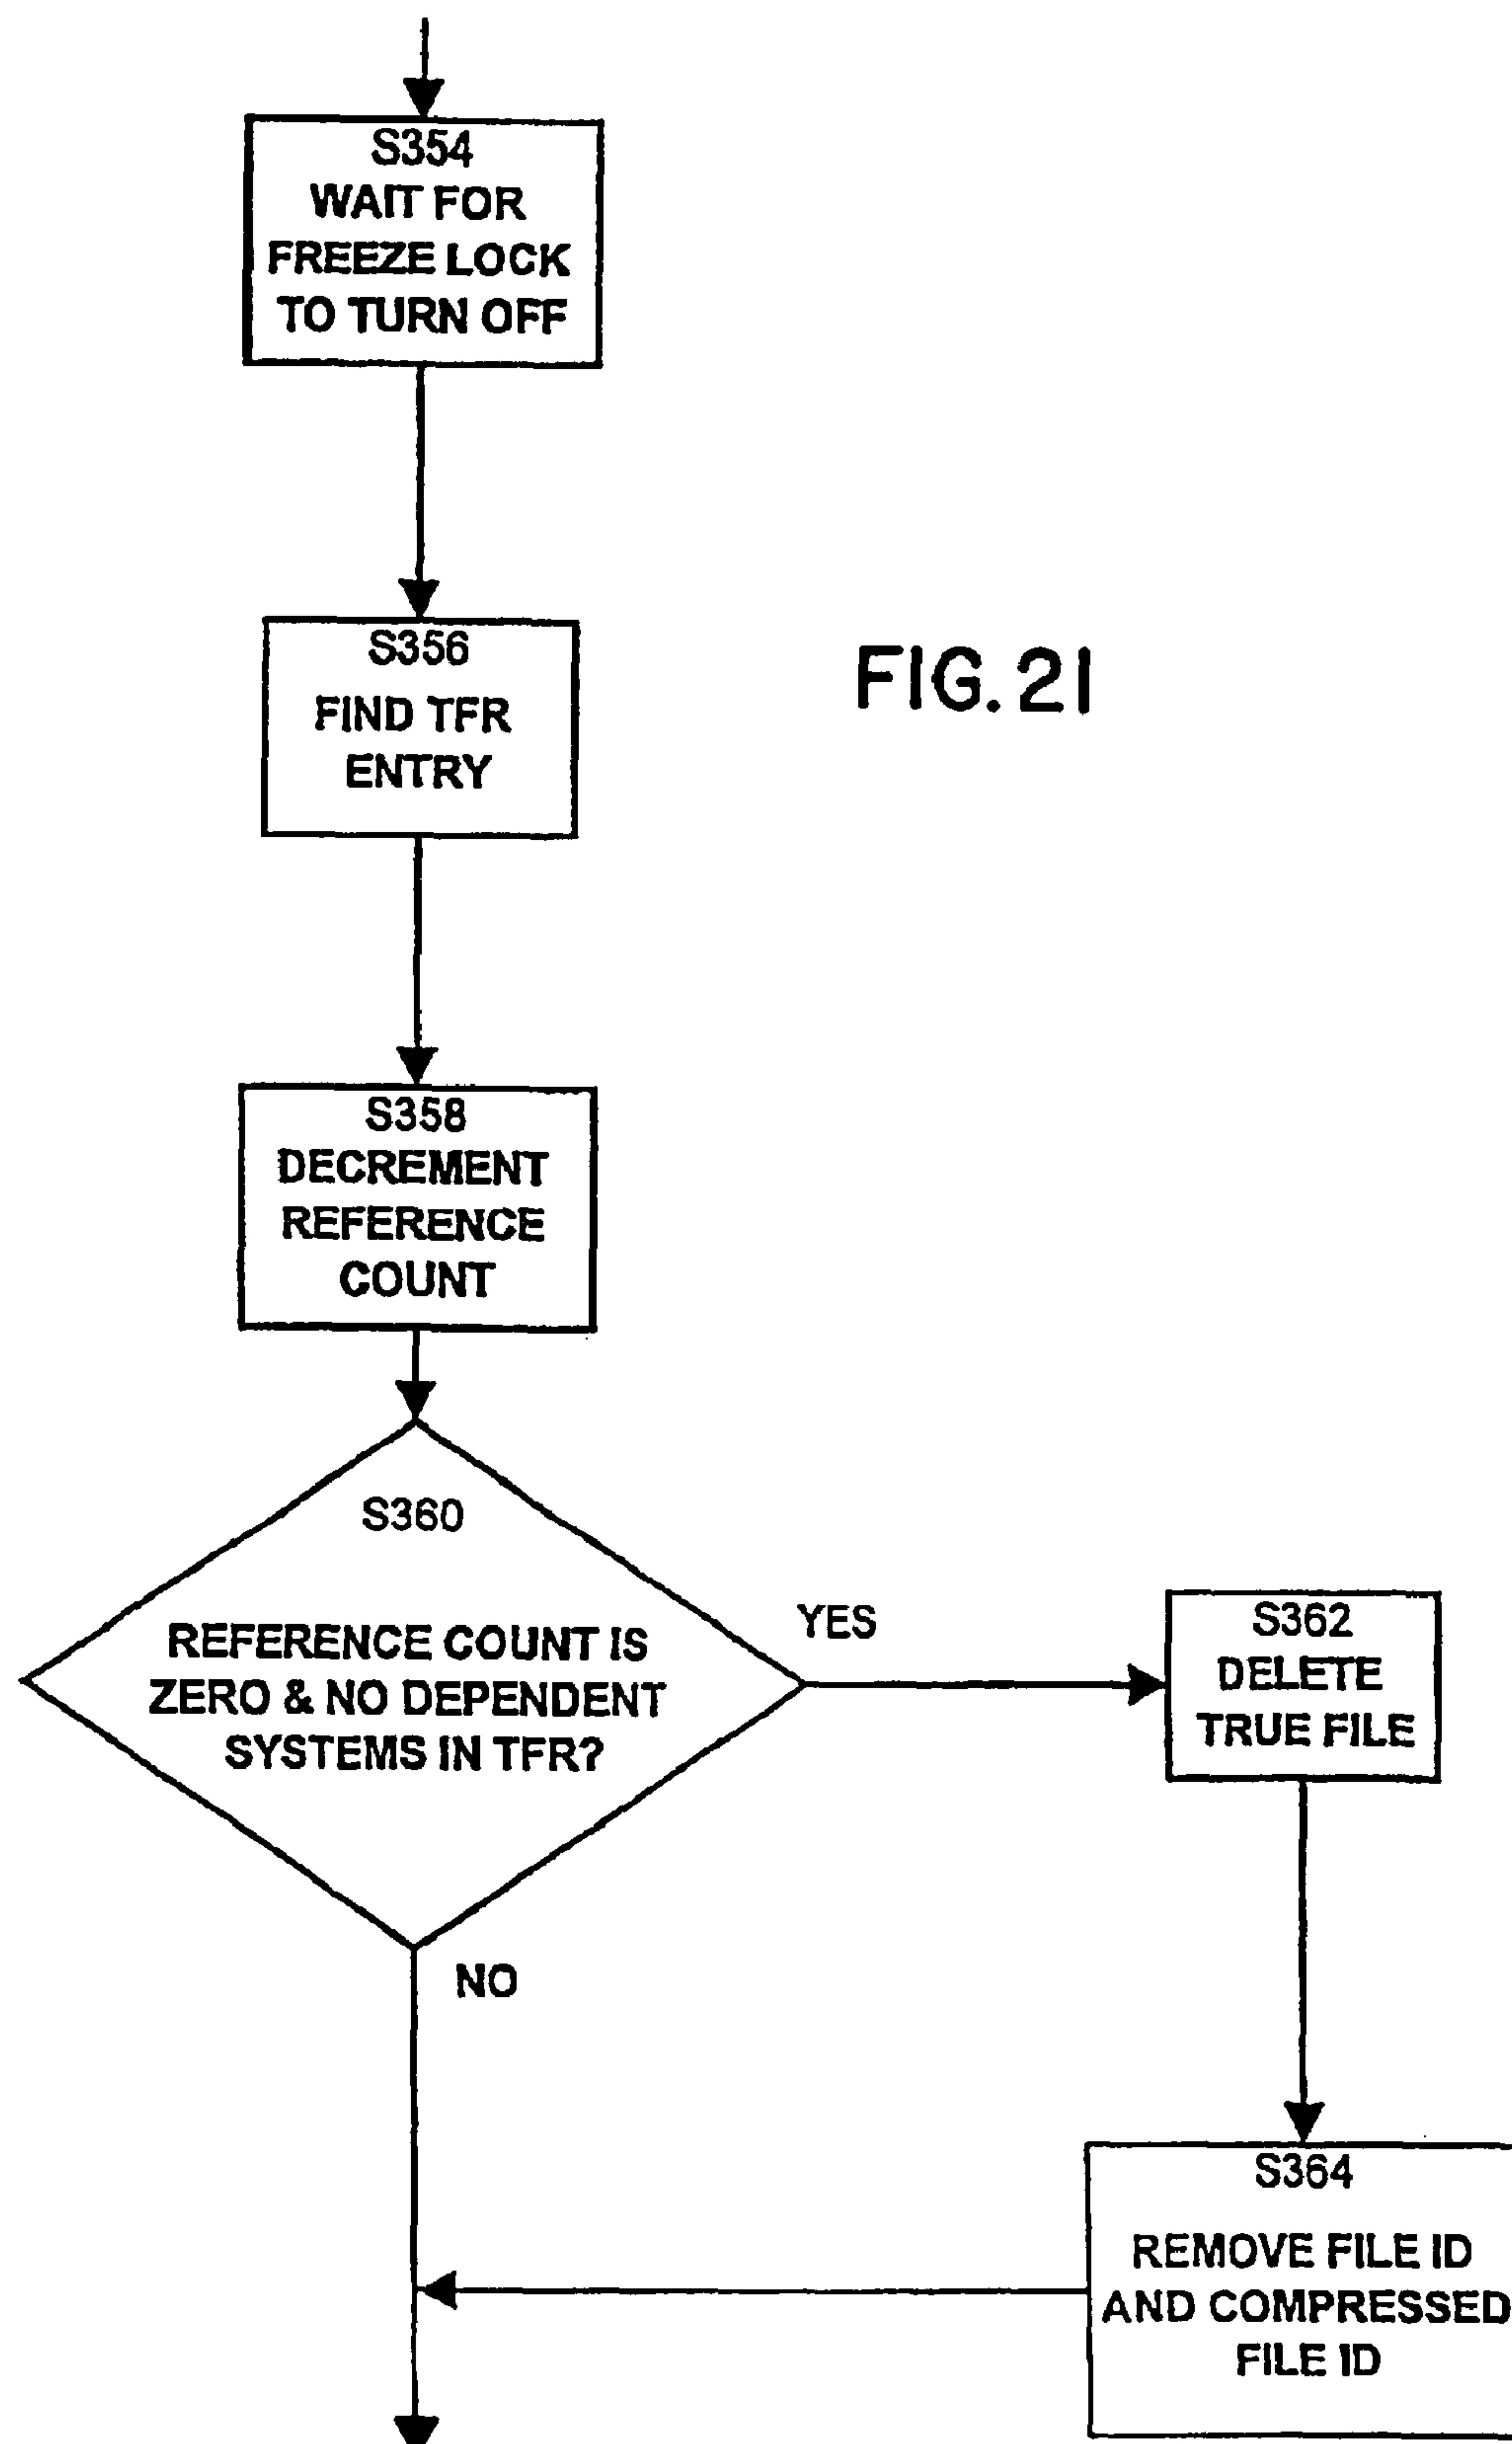 S354
WAIT FOR
FREEZE LOCK
TO TURN OFF
S356
FIND TFR
ENTRY
FIG. 21
S358
DECREMENT
REFERENCE
COUNT
S360
REFERENCE COUNT IS
ZERO & NO DEPENDENT
SYSTEMS IN TFR?
YES
S362
DELETE
TRUE FILE
NO
S364
REMOVE FILE ID
AND COMPRESSED
FILE ID